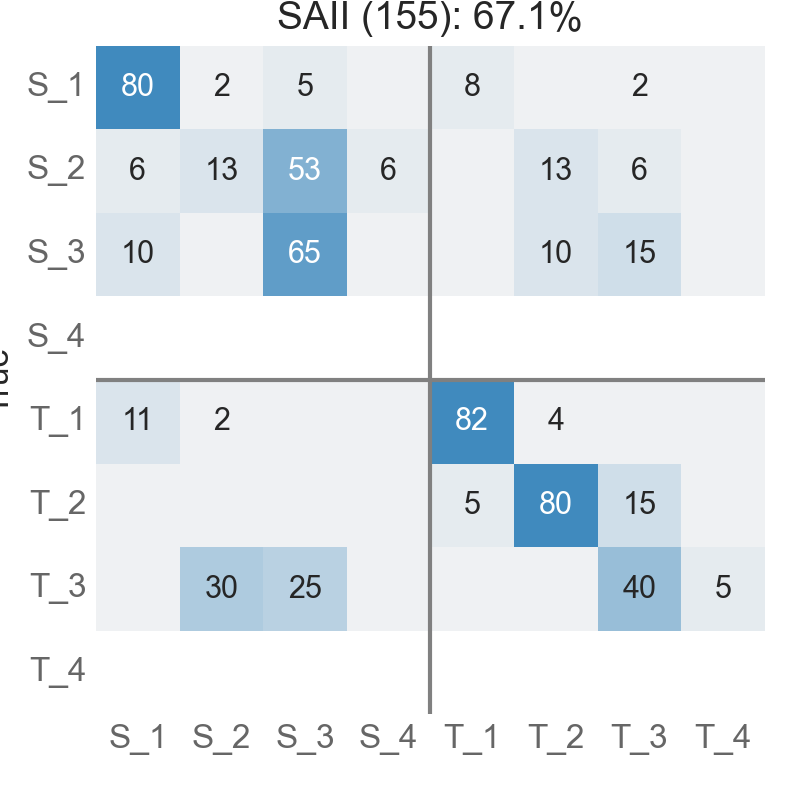 SAII (155): 67.1%
S_1 80 2 5 8 2
S_2 6 13 53 6 13 6
S_3 10 65 10 15
S_4
T_1 11 2 82 4
T_2 5 80 15
T_3 30 25 40 5
T_4
S_1 S_2 S_3 S_4 T_1 T_2 T_3 T_4